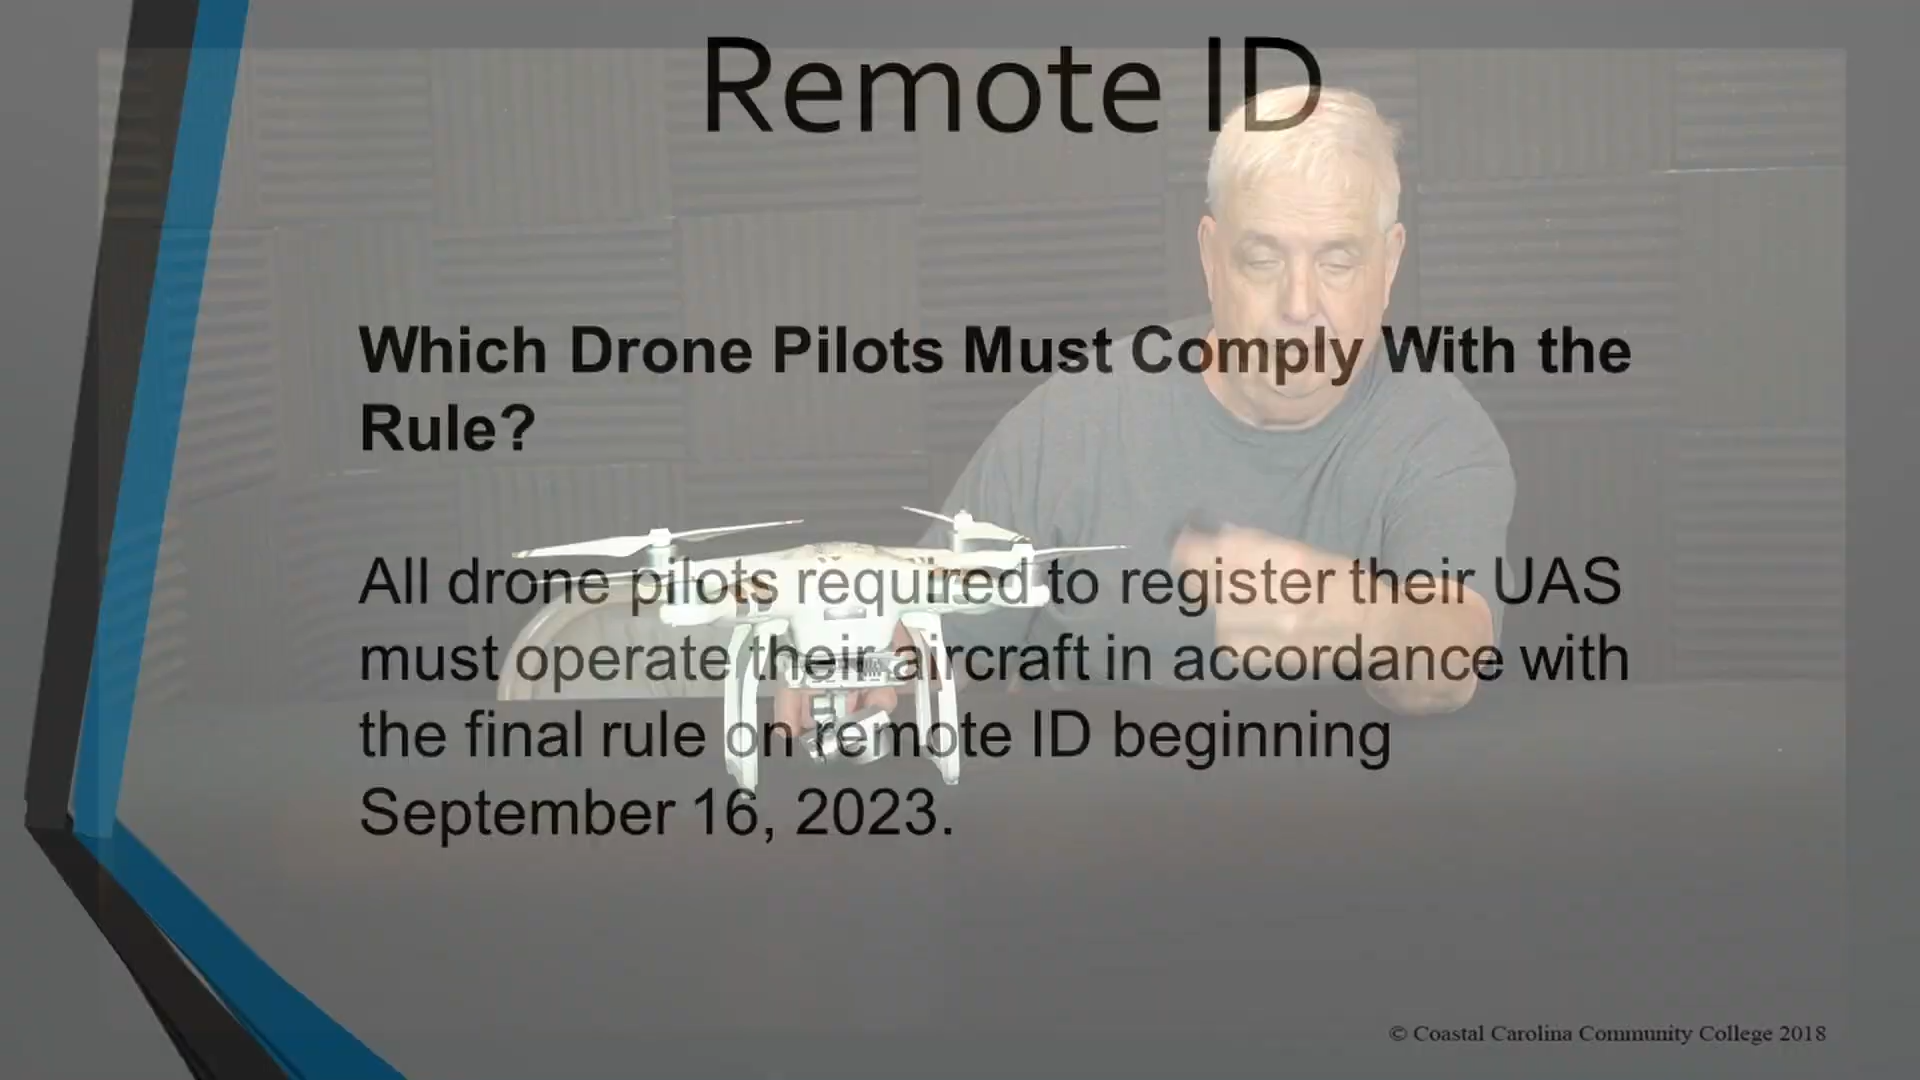 Remote ID
Which Drone Pilots Must Comply With the
Rule?
All drone pilots required to register their UAS
must operate their aircraft in accordance with
the final rule on remote ID beginning
September 16, 2023.
© Coastal Carolina Community College 2018